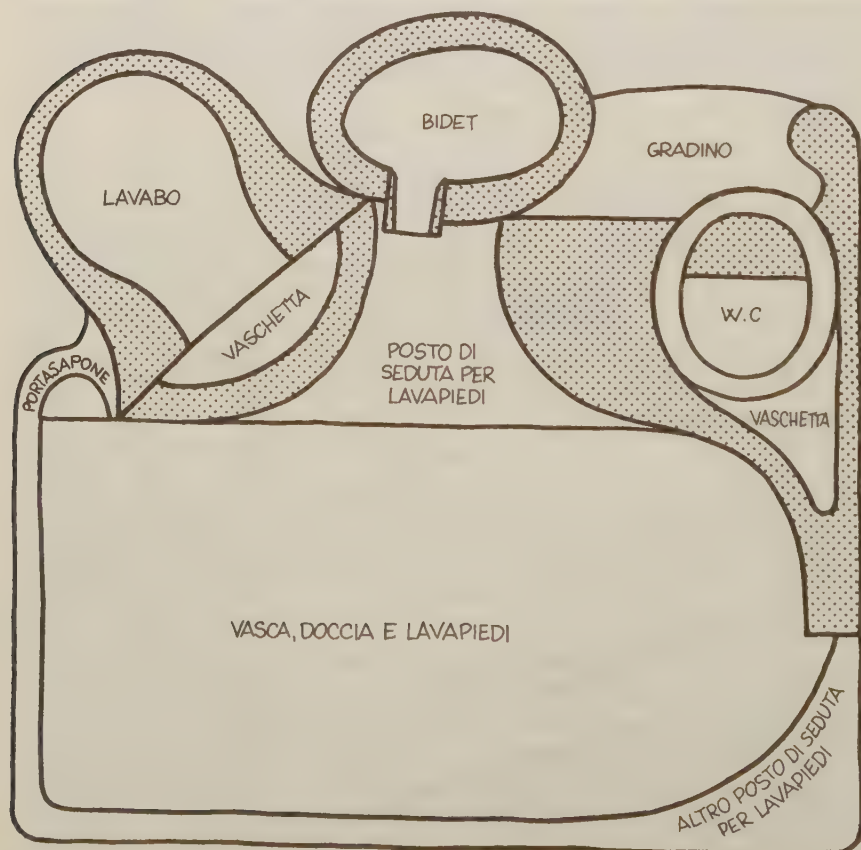 BIDET
GRADINO
LAVABO
VASCHETTA
W.C
POSTO DI
SEDUTA PER
LAVAPIEDI
PORTASAPONE
VASCHETTA
VASCA, DOCCIA E LAVAPIEDI
ALTRO POSTO DI SEDUTA
PER LAVAPIEDI